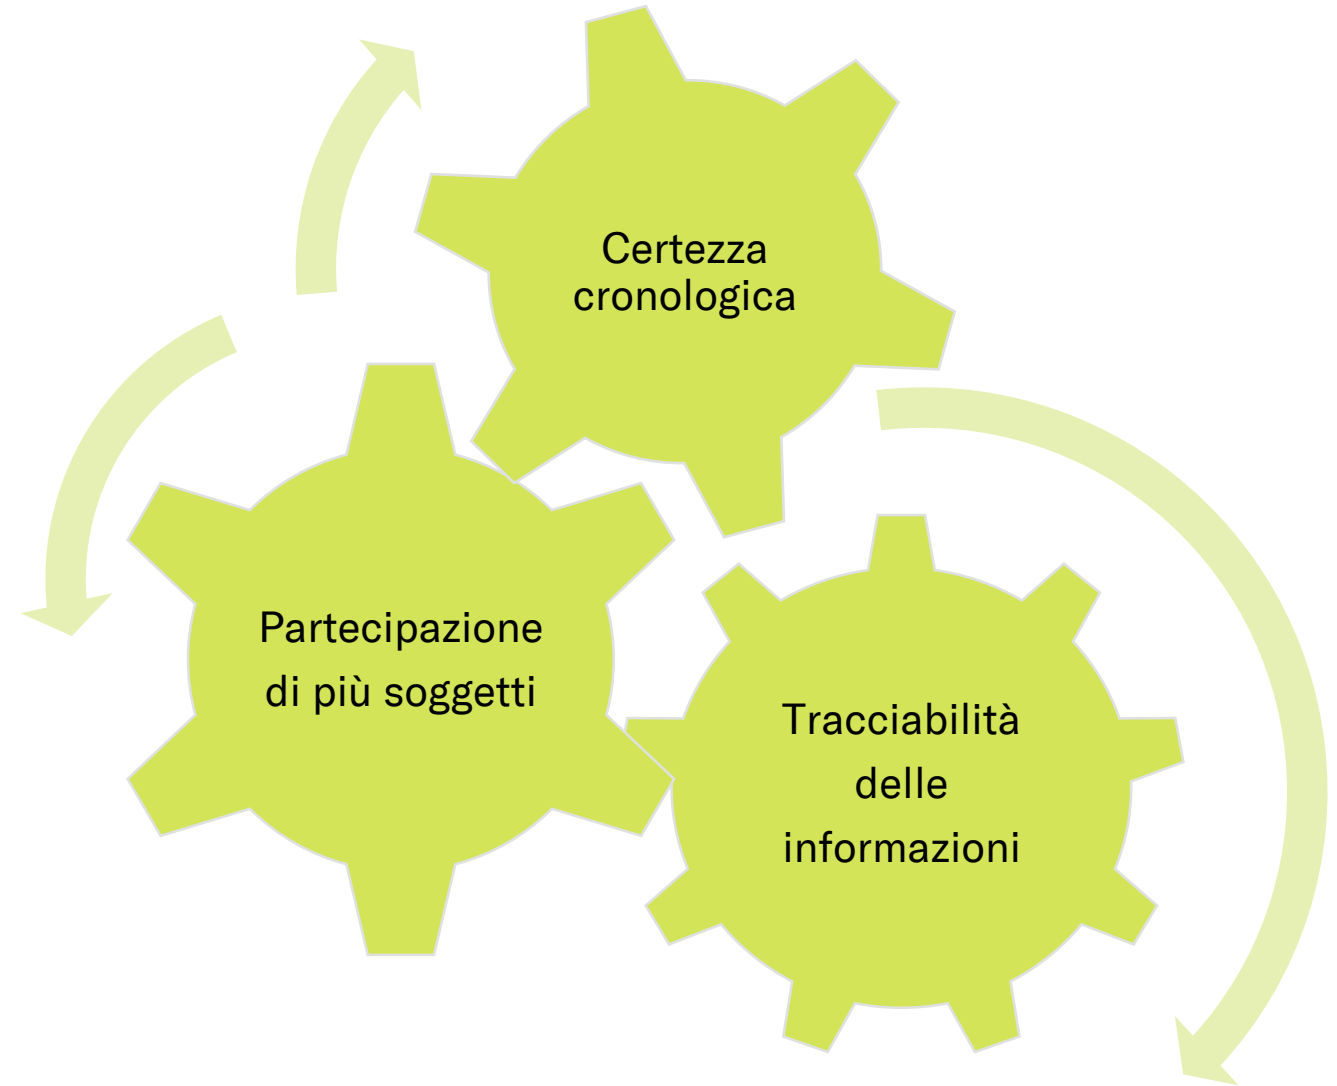 Certezza
cronologica
Partecipazione
di più soggetti
Tracciabilità
delle
informazioni